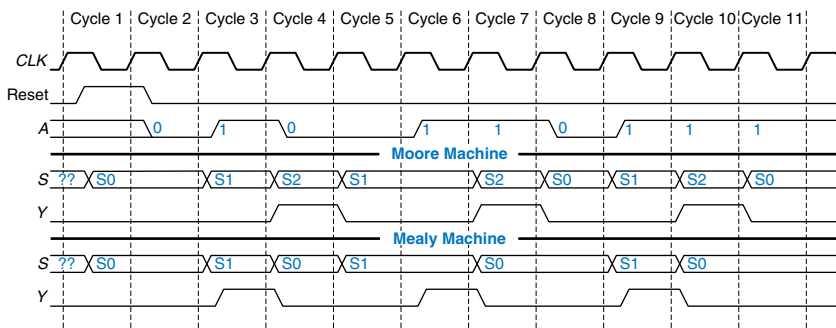 Cycle 1 Cycle 2 Cycle 3 Cycle 4 Cycle 5 Cycle 6 Cycle 7 Cycle 8 Cycle 9 Cycle 10 Cycle 11
CLK
Reset
A 0 1 0 1 1 0 1 1 1
Moore Machine
S ?? S0 S1 S2 S1 S2 S0 S1 S2 S0
Y
Mealy Machine
S ?? S0 S1 S0 S1 S0 S1 S0
Y